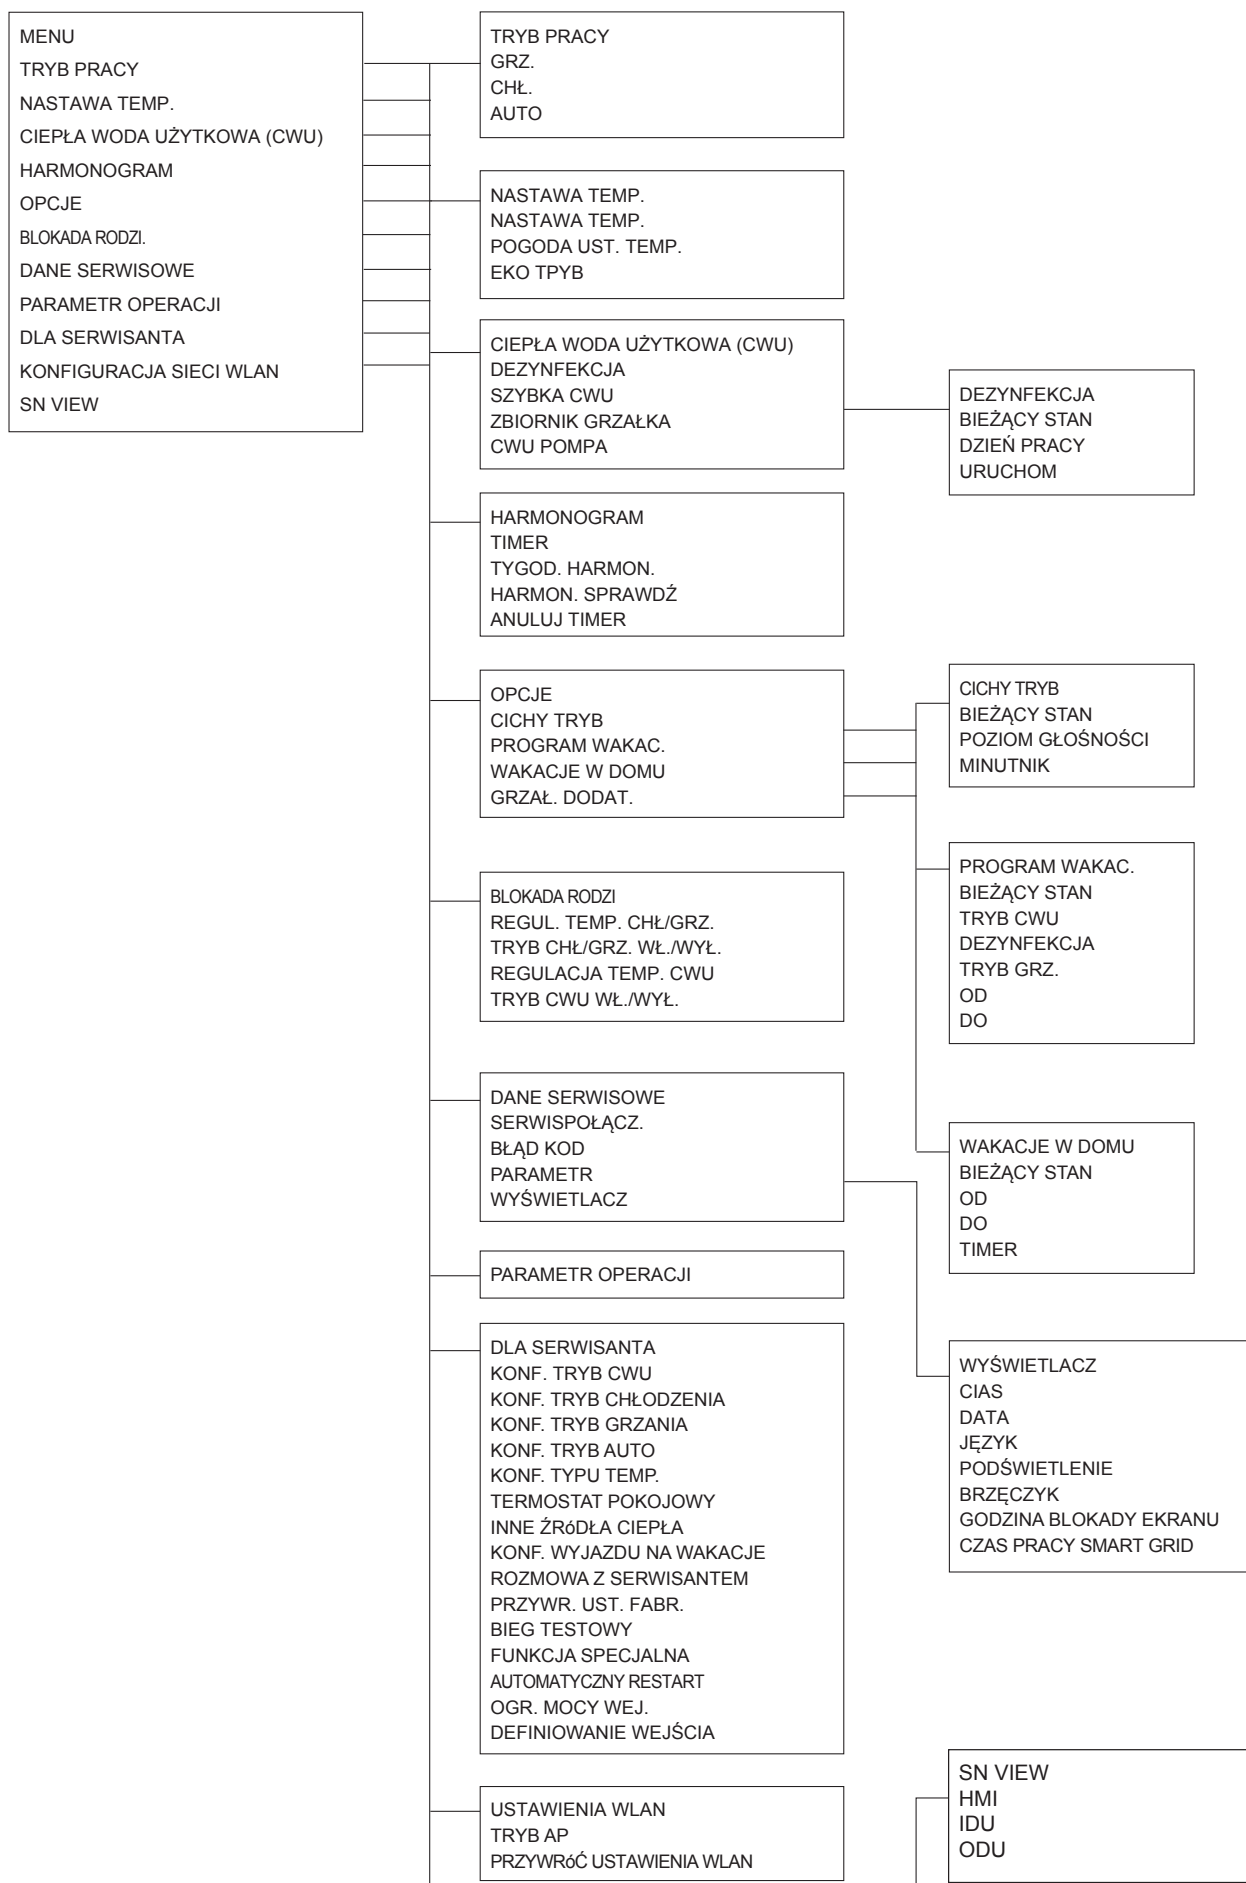 MENU
TRYB PRACY
NASTAWA TEMP.
CIEPŁA WODA UŻYTKOWA (CWU)
HARMONOGRAM
OPCJE
BLOKADA RODZI.
DANE SERWISOWE
PARAMETR OPERACJI
DLA SERWISANTA
KONFIGURACJA SIECI WLAN
SN VIEW
TRYB PRACY
GRZ.
CHŁ.
AUTO
NASTAWA TEMP.
NASTAWA TEMP.
POGODA UST. TEMP.
EKO TPYB
CIEPŁA WODA UŻYTKOWA (CWU)
DEZYNFEKCJA
SZYBKA CWU
ZBIORNIK GRZAŁKA
CWU POMPA
DEZYNFEKCJA
BIEŻĄCY STAN
DZIEŃ PRACY
URUCHOM
HARMONOGRAM
TIMER
TYGOD. HARMON.
HARMON. SPRAWDŹ
ANULUJ TIMER
OPCJE
CICHY TRYB
PROGRAM WAKAC.
WAKACJE W DOMU
GRZAŁ. DODAT.
CICHY TRYB
BIEŻĄCY STAN
POZIOM GŁOŚNOŚCI
MINUTNIK
PROGRAM WAKAC.
BIEŻĄCY STAN
TRYB CWU
DEZYNFEKCJA
TRYB GRZ.
OD
DO
BLOKADA RODZI
REGUL. TEMP. CHŁ/GRZ.
TRYB CHŁ/GRZ. WŁ./WYŁ.
REGULACJA TEMP. CWU
TRYB CWU WŁ./WYŁ.
DANE SERWISOWE
SERWISPOŁĄCZ.
BŁĄD KOD
PARAMETR
WYŚWIETLACZ
WAKACJE W DOMU
BIEŻĄCY STAN
OD
DO
TIMER
PARAMETR OPERACJI
DLA SERWISANTA
KONF. TRYB CWU
KONF. TRYB CHŁODZENIA
KONF. TRYB GRZANIA
KONF. TRYB AUTO
KONF. TYPU TEMP.
TERMOSTAT POKOJOWY
INNE ŹRóDŁA CIEPŁA
KONF. WYJAZDU NA WAKACJE
ROZMOWA Z SERWISANTEM
PRZYWR. UST. FABR.
BIEG TESTOWY
FUNKCJA SPECJALNA
AUTOMATYCZNY RESTART
OGR. MOCY WEJ.
DEFINIOWANIE WEJŚCIA
WYŚWIETLACZ
CIAS
DATA
JĘZYK
PODŚWIETLENIE
BRZĘCZYK
GODZINA BLOKADY EKRANU
CZAS PRACY SMART GRID
USTAWIENIA WLAN
TRYB AP
PRZYWRóĆ USTAWIENIA WLAN
SN VIEW
HMI
IDU
ODU